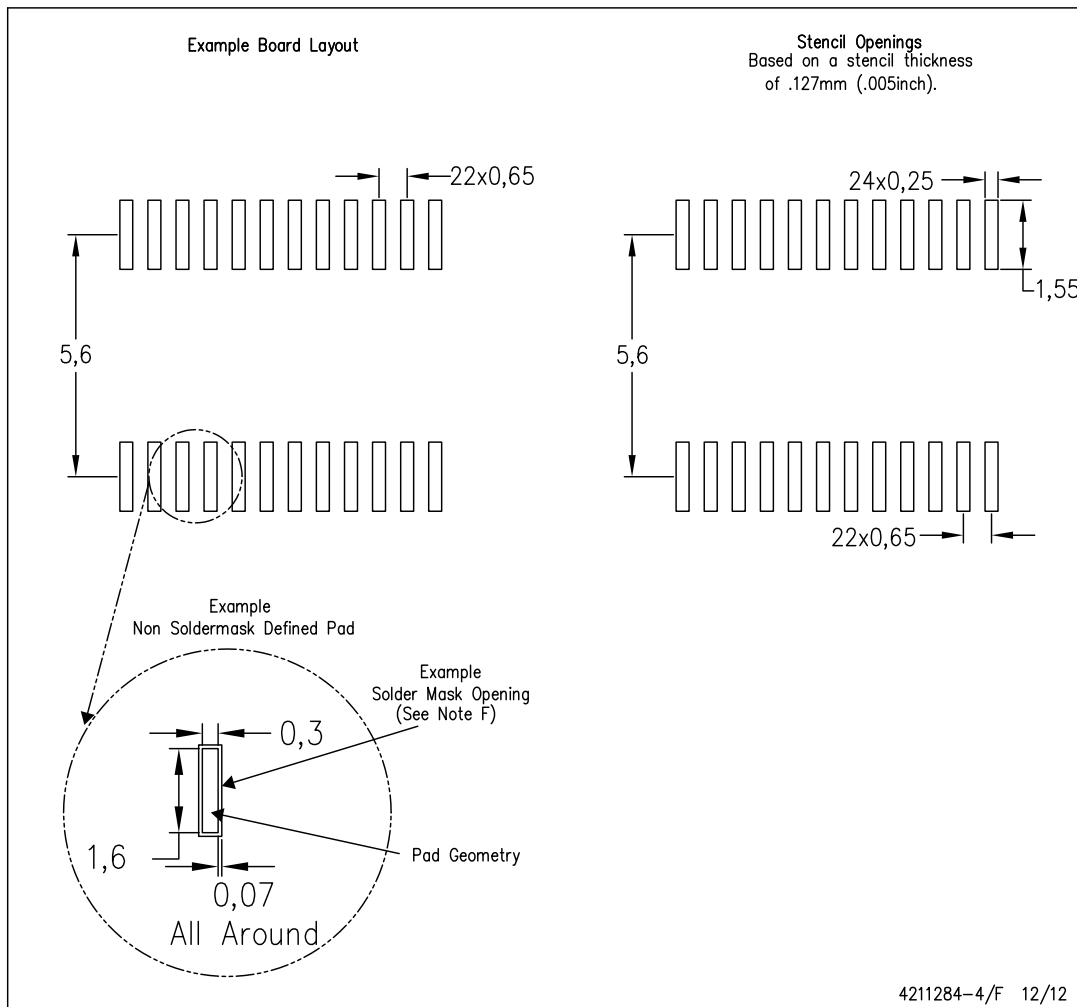 Example Board Layout
22x0,65
5,6
Stencil Openings
Based on a stencil thickness
of .127mm (.005inch).
24x0,25
1,55
5,6
22x0,65
Example
Non Soldermask Defined Pad
Example
Solder Mask Opening
(See Note F)
0,3
1,6
Pad Geometry
0,07
All Around
4211284-4/F 12/12